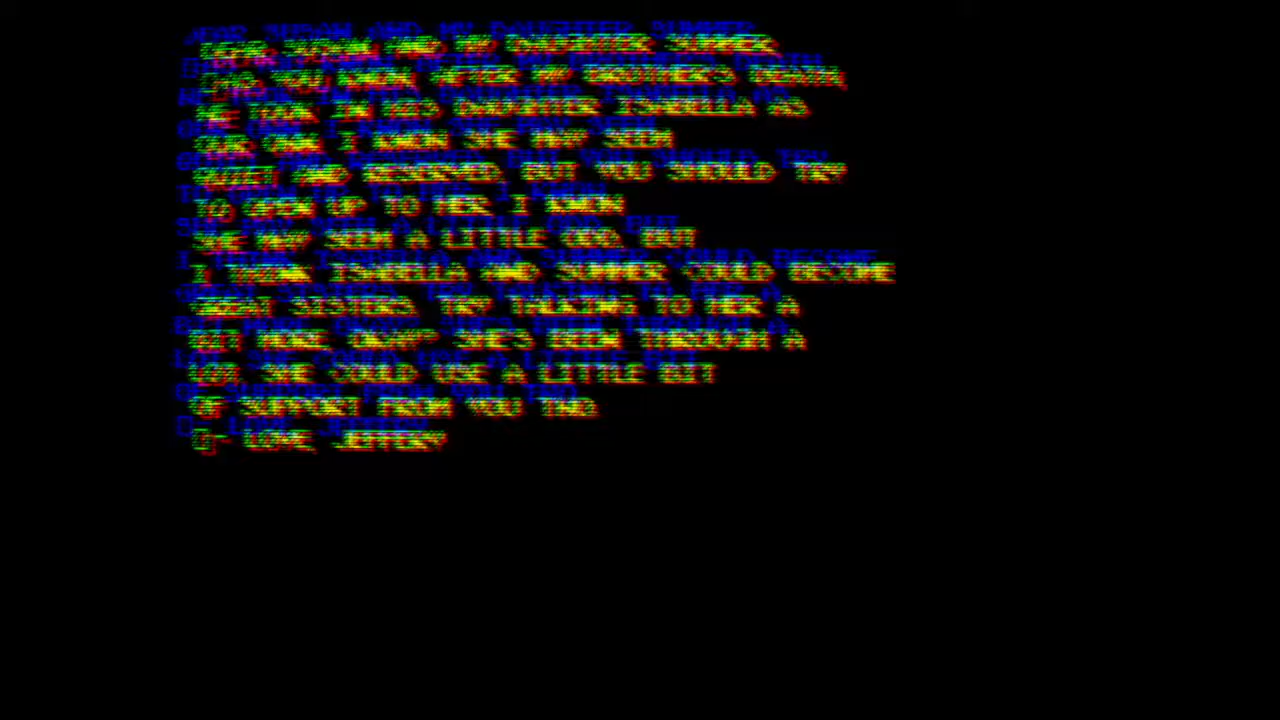 DEAR AND MY DAUGHTER SUMMER
YOU KNOW, AFTER MY BROTHER'S DEATH,
WE TOOK IN HIS DAUGHTER ISABELLA AS
OUR OWN I KNOW SHE MAY SEEM
QUIET AND RESERVED, BUT YOU SHOULD TRY
TO OPEN UP TO HER I KNOW
SHE MAY SEEM A LITTLE ODD, BUT
I THINK ISABELLA AND SUMMER COULD BECOME
GREAT SISTERS TRY TALKING TO HER A
BIT MORE OKAY? SHE'S BEEN THROUGH A
LOT SHE COULD USE A LITTLE BIT
OF SUPPORT FROM YOU TWO
- LOVE JEFFERY